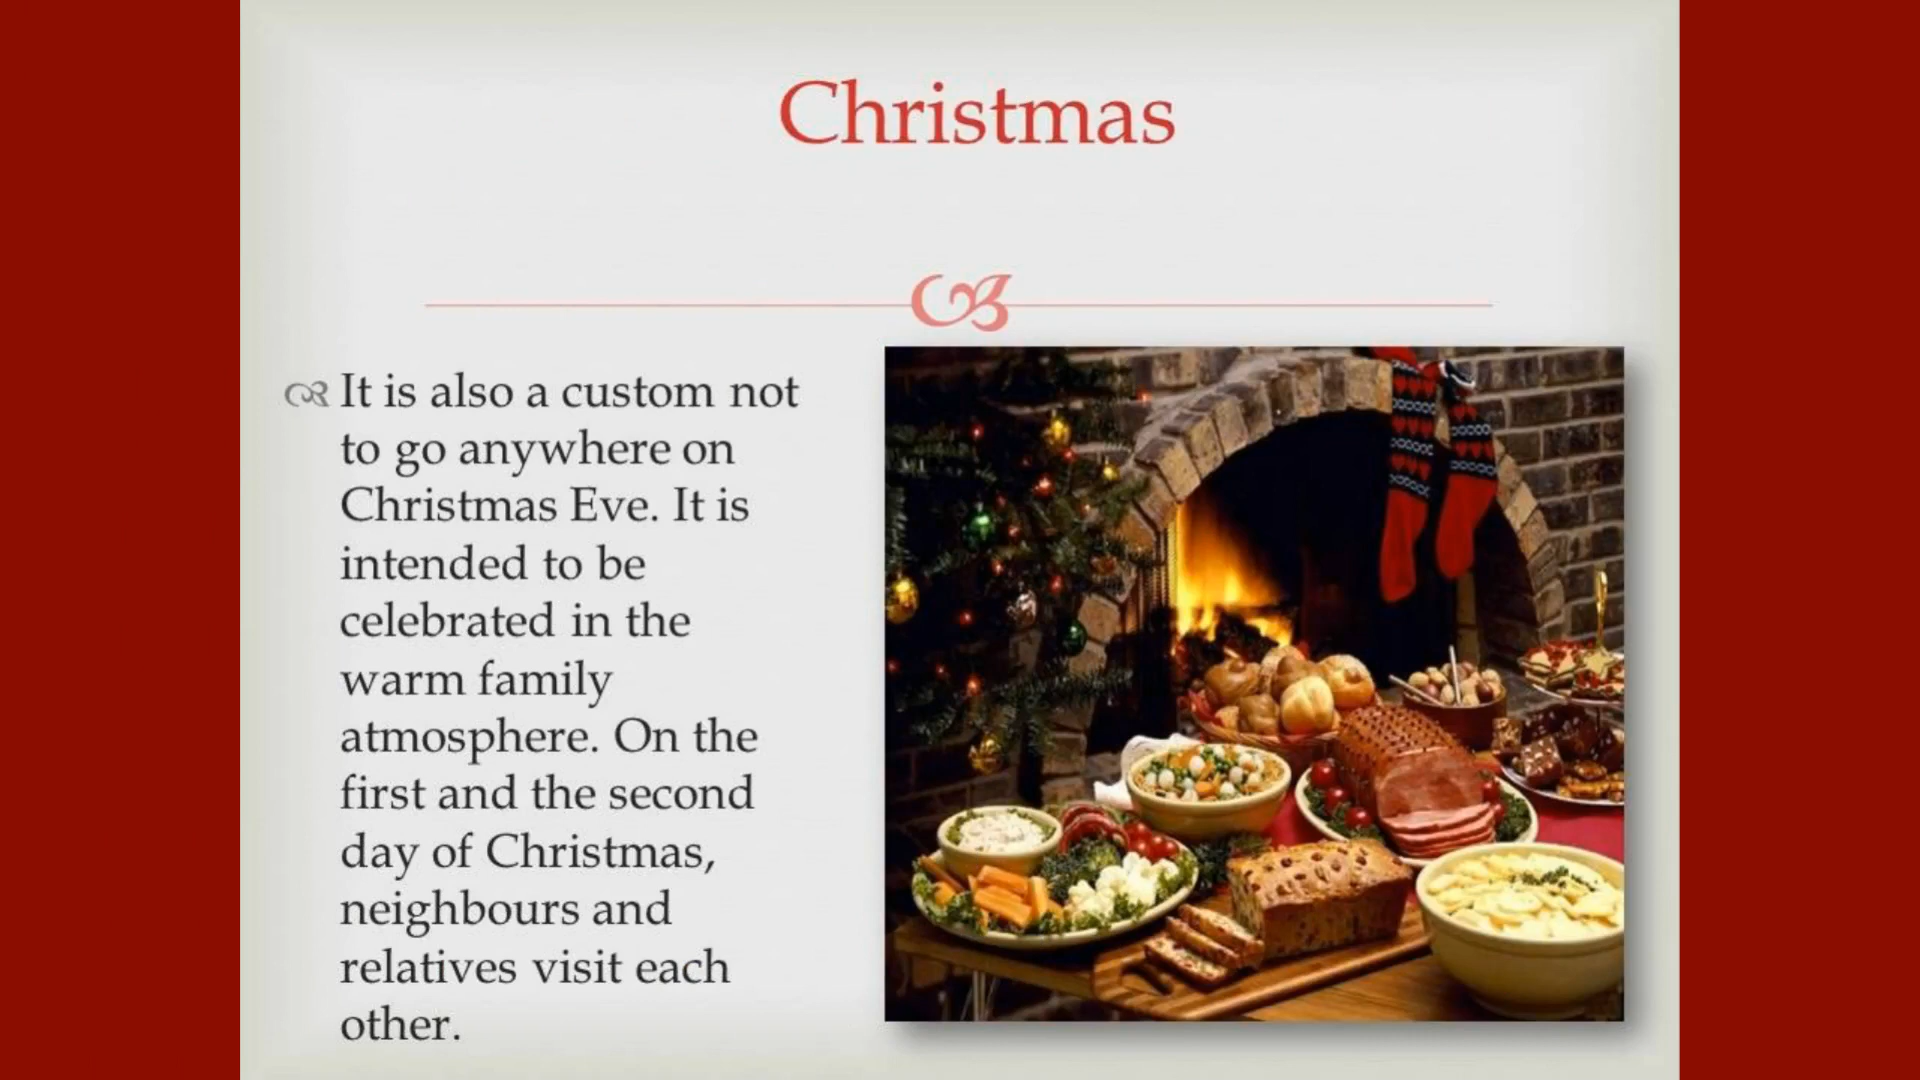 Christmas
It is also a custom not
to go anywhere on
Christmas Eve. It is
intended to be
celebrated in the
warm family
atmosphere. On the
first and the second
day of Christmas,
neighbours and
relatives visit each
other.